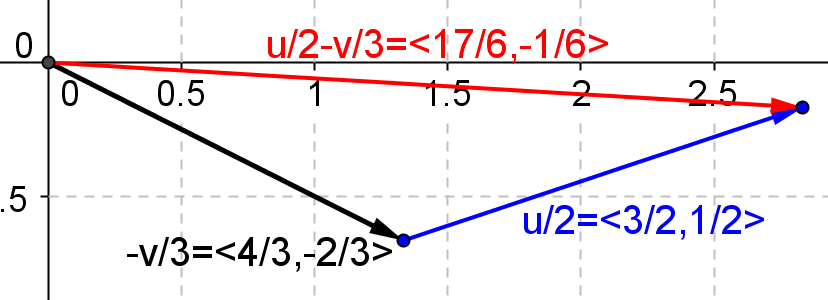 u/2-v/3=<17/6,-1/6>
0
0 0.5 1 1.5 2 2.5
.5
u/2=<3/2,1/2>
-v/3=<4/3,-2/3>